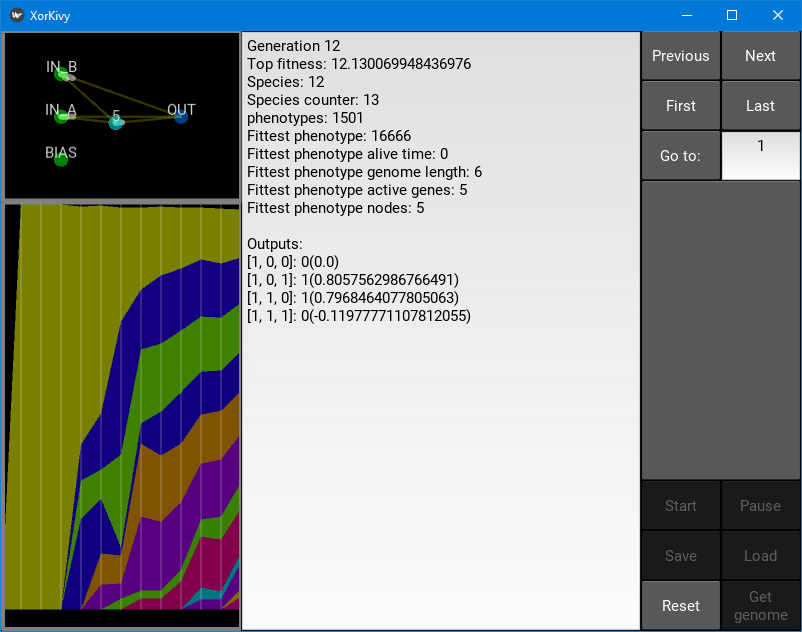 XorKivy
IN_B
IN_A
5
OUT
BIAS
Generation 12
Top fitness: 12.130069948436976
Species: 12
Species counter: 13
phenotypes: 1501
Fittest phenotype: 16666
Fittest phenotype alive time: 0
Fittest phenotype genome length: 6
Fittest phenotype active genes: 5
Fittest phenotype nodes: 5
Outputs:
[1, 0, 0]: 0(0.0)
[1, 0, 1]: 1(0.8057562986766491)
[1, 1, 0]: 1(0.7968464077805063)
[1, 1, 1]: 0(-0.11977771107812055)
Previous
Next
First
Last
Go to:
1
Start
Pause
Save
Load
Reset
Get
genome